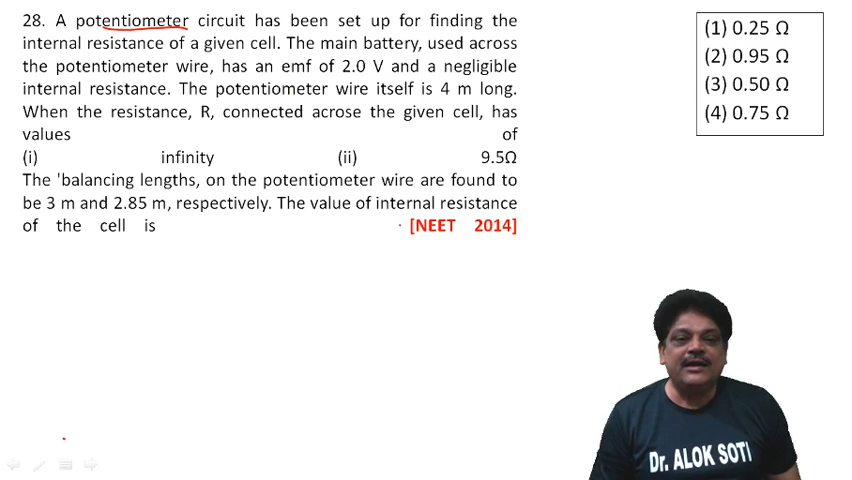 28. A potentiometer circuit has been set up for finding the
internal resistance of a given cell. The main battery, used across
the potentiometer wire, has an emf of 2.0 V and a negligible
internal resistance. The potentiometer wire itself is 4 m long.
When the resistance, R, connected acrose the given cell, has
values of
(i) infinity (ii) 9.5Ω
The 'balancing lengths, on the potentiometer wire are found to
be 3 m and 2.85 m, respectively. The value of internal resistance
of the cell is [NEET 2014]
(1) 0.25 Ω
(2) 0.95 Ω
(3) 0.50 Ω
(4) 0.75 Ω
Dr. ALOK SOTI